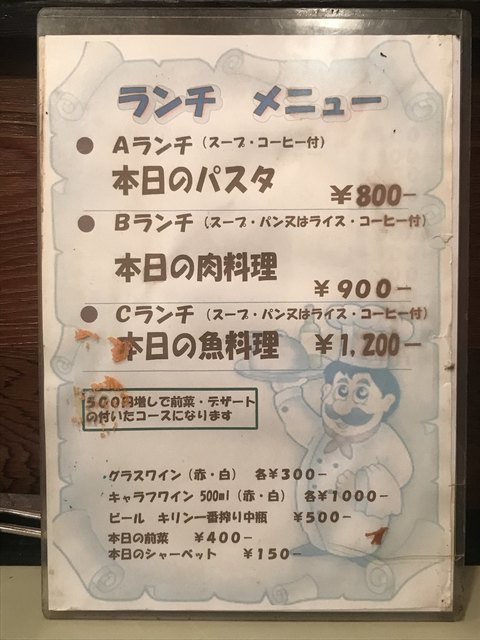 ランチ メニュー
● Aランチ（スープ・コーヒー付）
本日のパスタ
￥800－
● Bランチ（スープ・パン又はライス・コーヒー付）
本日の肉料理
￥900－
● Cランチ（スープ・パン又はライス・コーヒー付）
本日の魚料理 ￥1,200－
500円増しで前菜・デザート
の付いたコースになります
グラスワイン（赤・白） 各￥300－
キャラフワイン 500ml（赤・白） 各￥1000－
ビール キリン一番搾り中瓶 ￥500－
本日の前菜 ￥400－
本日のシャーベット ￥150－